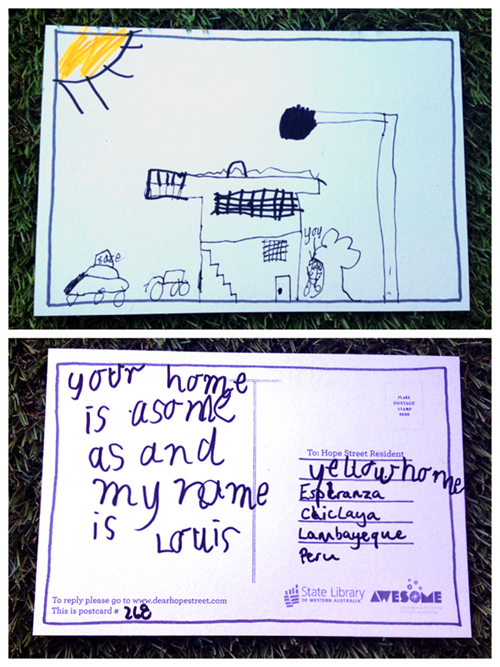 you
your home
is asome
as and
my name
is Louis
PLACE
POSTAGE
STAMP
HERE
To: Hope Street Resident
yellowhome
Esperanza
Chiclaya
Lambayeque
Peru
To reply please go to www.dearhopestreet.com
This is postcard # 268
State Library
OF WESTERN AUSTRALIA
AWESOME